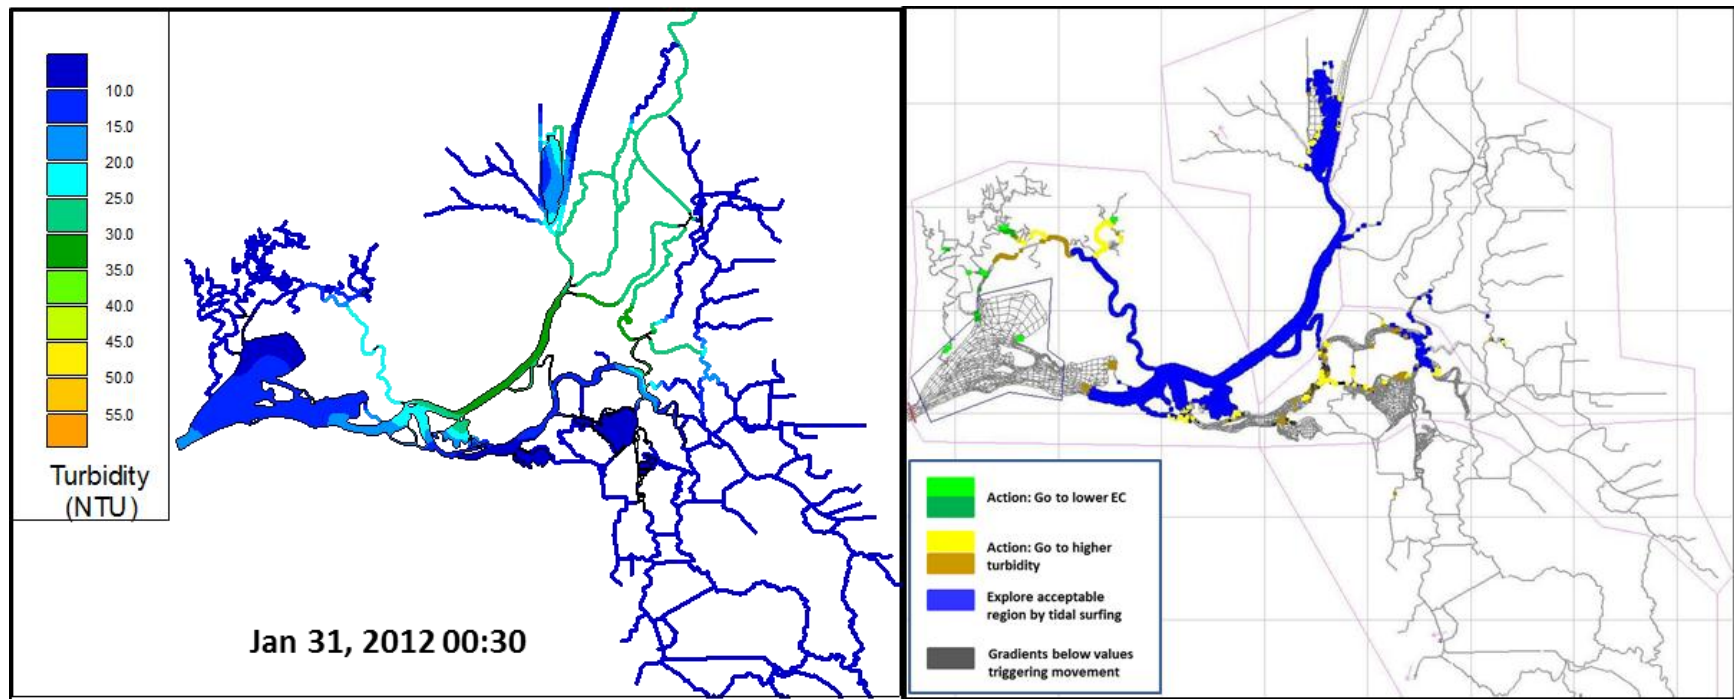 10.0
15.0
20.0
25.0
30.0
35.0
40.0
45.0
50.0
55.0
Turbidity
(NTU)
Jan 31, 2012 00:30
Action: Go to lower EC
Action: Go to higher
turbidity
Explore acceptable
region by tidal surfing
Gradients below values
triggering movement